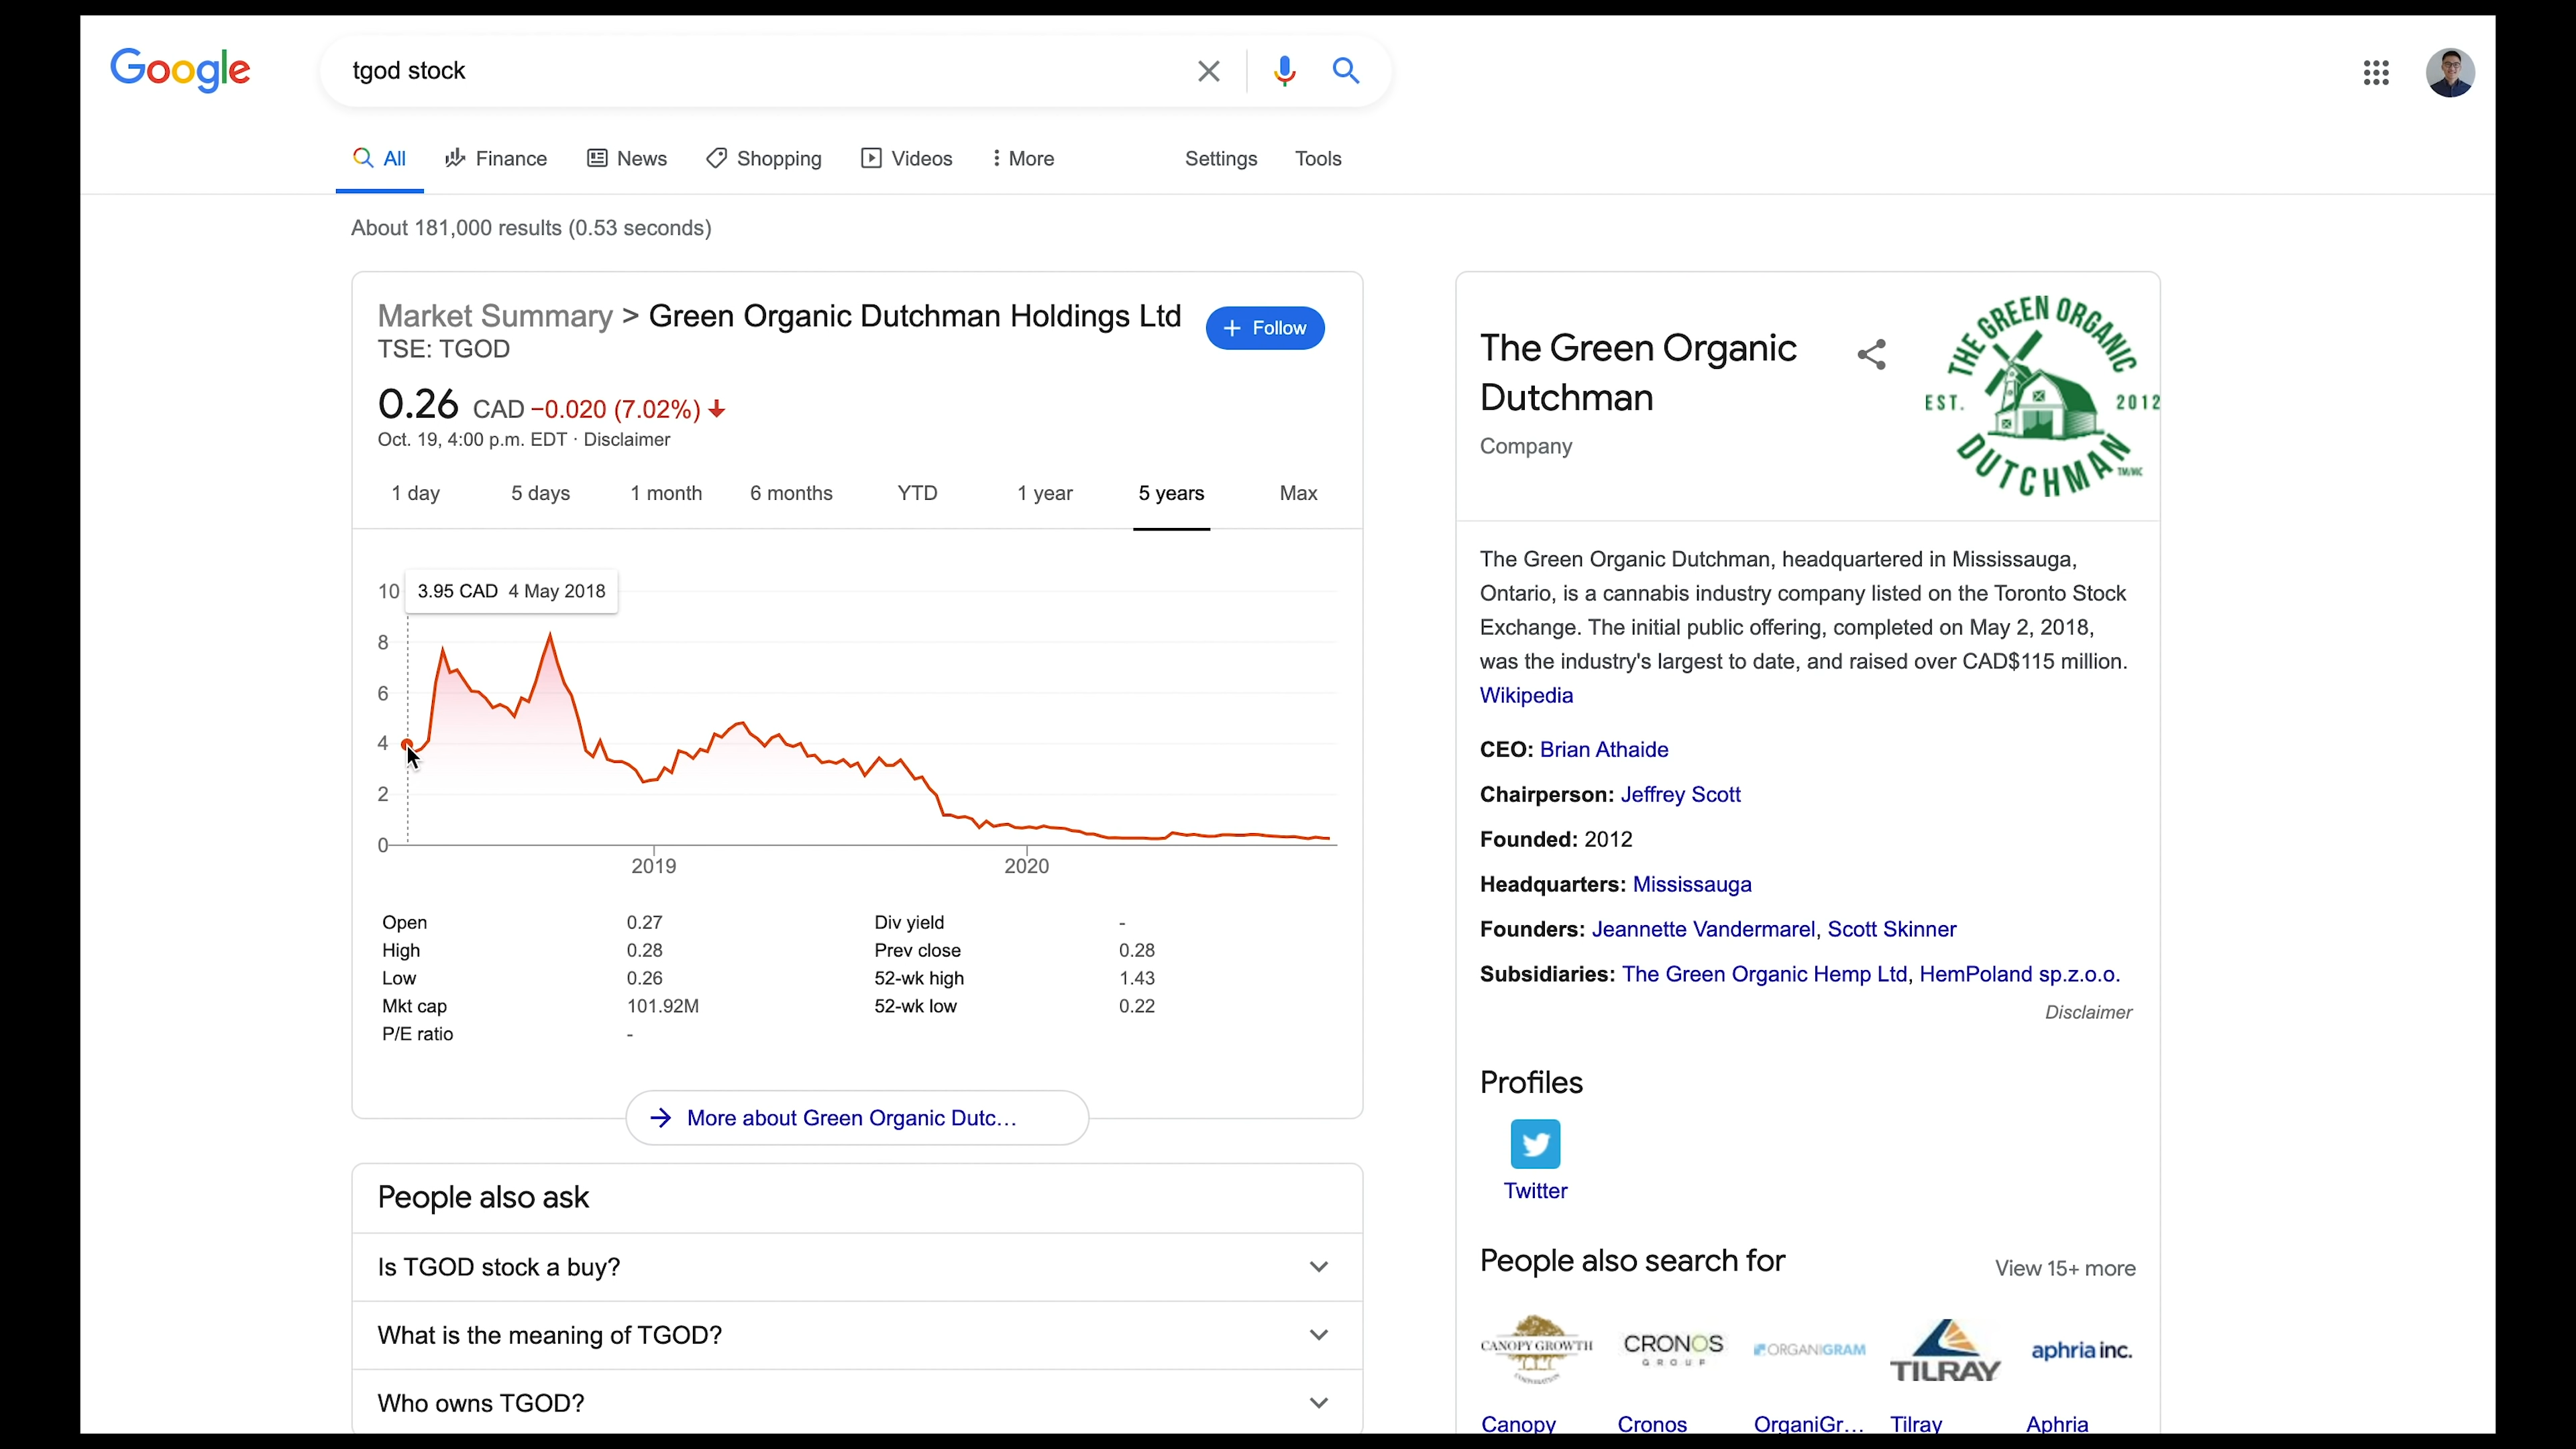 Google
tgod stock
All
Finance
News
Shopping
Videos
More
Settings
Tools
About 181,000 results (0.53 seconds)
Market Summary > Green Organic Dutchman Holdings Ltd
TSE: TGOD
Follow
0.26 CAD −0.020 (7.02%)
Oct. 19, 4:00 p.m. EDT · Disclaimer
1 day 5 days 1 month 6 months YTD 1 year 5 years Max
3.95 CAD 4 May 2018
10
8
6
4
2
0
2019 2020
Open 0.27 Div yield -
High 0.28 Prev close 0.28
Low 0.26 52-wk high 1.43
Mkt cap 101.92M 52-wk low 0.22
P/E ratio -
More about Green Organic Dutc...
People also ask
Is TGOD stock a buy?
What is the meaning of TGOD?
Who owns TGOD?
The Green Organic
Dutchman
Company
THE GREEN ORGANIC
EST. 2012
DUTCHMAN
TM/MC
The Green Organic Dutchman, headquartered in Mississauga,
Ontario, is a cannabis industry company listed on the Toronto Stock
Exchange. The initial public offering, completed on May 2, 2018,
was the industry's largest to date, and raised over CAD$115 million.
Wikipedia
CEO: Brian Athaide
Chairperson: Jeffrey Scott
Founded: 2012
Headquarters: Mississauga
Founders: Jeannette Vandermarel, Scott Skinner
Subsidiaries: The Green Organic Hemp Ltd, HemPoland sp.z.o.o.
Disclaimer
Profiles
Twitter
People also search for
View 15+ more
CANOPY GROWTH
CORPORATION
CRONOS
GROUP
ORGANIGRAM
TILRAY
aphria inc.
Canopy Cronos OrganiGr... Tilray Aphria